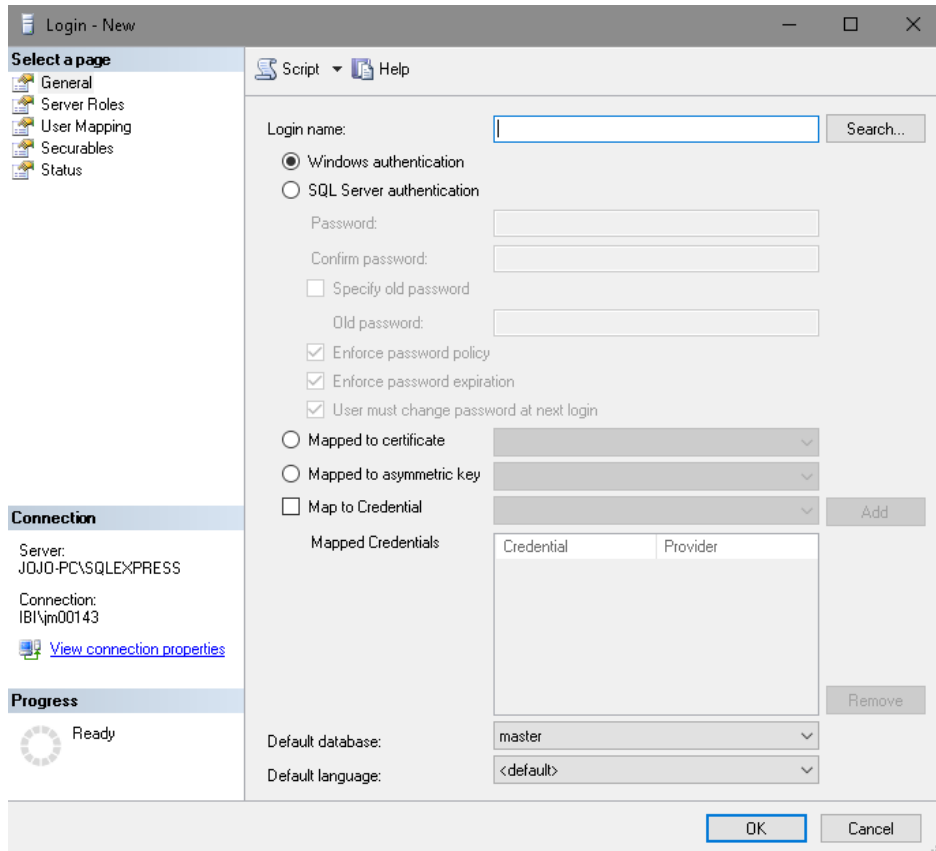 Login - New
Select a page
General
Server Roles
User Mapping
Securables
Status
Script Help
Login name: Search...
Windows authentication
SQL Server authentication
Password:
Confirm password:
Specify old password
Old password:
Enforce password policy
Enforce password expiration
User must change password at next login
Mapped to certificate
Mapped to asymmetric key
Map to Credential Add
Mapped Credentials Credential Provider
Remove
Default database: master
Default language: <default>
Connection
Server:
JOJO-PC\SQLEXPRESS
Connection:
IBI\jm00143
View connection properties
Progress
Ready
OK Cancel